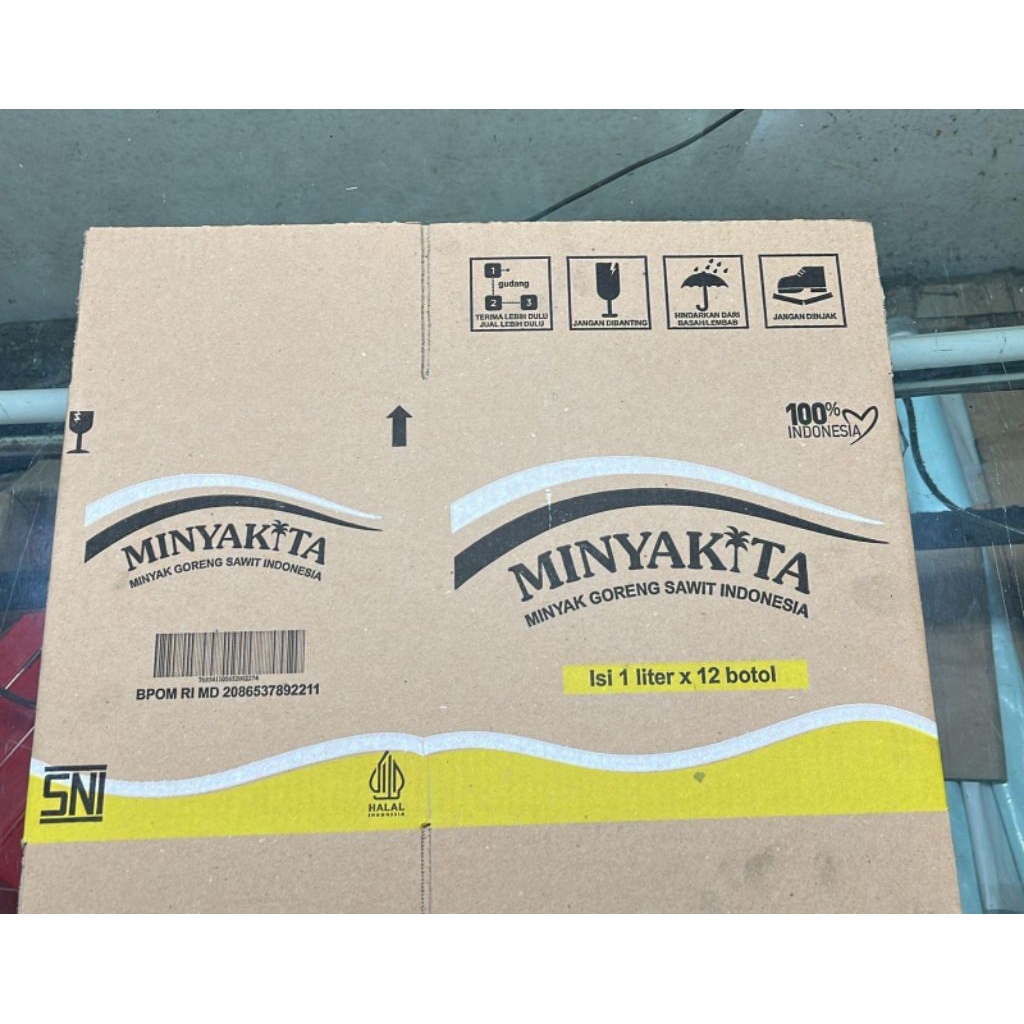 1
gudang
2 3
TERIMA LEBIH DULU
JUAL LEBIH DULU
JANGAN DIBANTING
HINDARKAN DARI
BASAH/LEMBAB
JANGAN DIINJAK
100%
INDONESIA
MINYAKITA
MINYAK GORENG SAWIT INDONESIA
BPOM RI MD 2086537892211
MINYAKITA
MINYAK GORENG SAWIT INDONESIA
Isi 1 liter x 12 botol
SNI
HALAL
INDONESIA